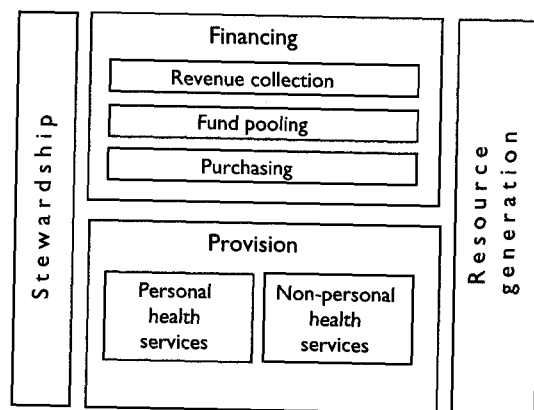 Stewardship
Financing
Revenue collection
Fund pooling
Purchasing
Provision
Personal
health
services
Non-personal
health
services
Resource
generation